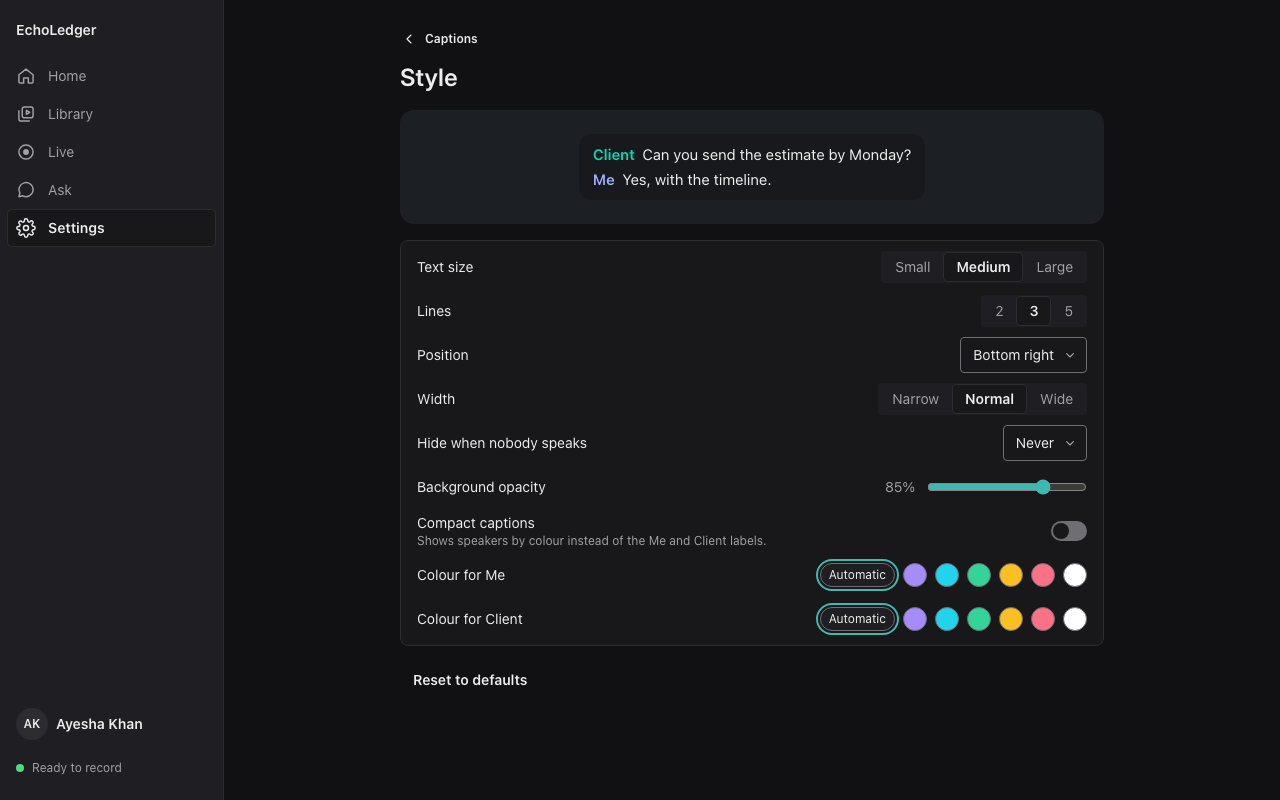 EchoLedger
Home
Library
Live
Ask
Settings
AK Ayesha Khan
Ready to record
Captions
Style
Client Can you send the estimate by Monday?
Me Yes, with the timeline.
Text size Small Medium Large
Lines 2 3 5
Position Bottom right
Width Narrow Normal Wide
Hide when nobody speaks Never
Background opacity 85%
Compact captions
Shows speakers by colour instead of the Me and Client labels.
Colour for Me Automatic
Colour for Client Automatic
Reset to defaults